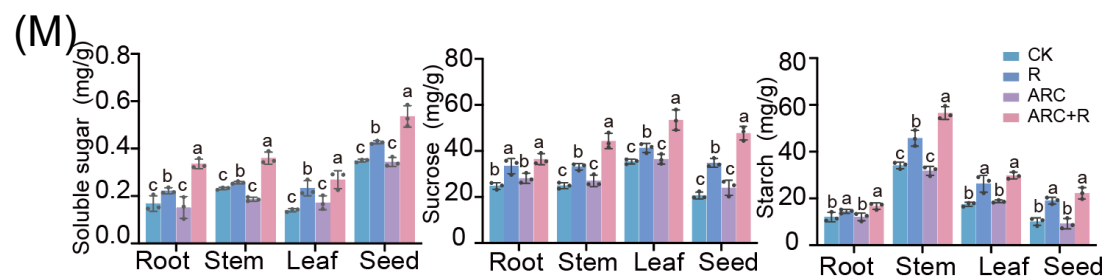 (M)
Soluble sugar (mg/g)
0.8
0.6
0.4
0.2
0.0
c b c a
c b c a
c b c a
c b c a
Root Stem Leaf Seed
Sucrose (mg/g)
80
60
40
20
0
c a b a
c b c a
c b c a
c b c a
Root Stem Leaf Seed
Starch (mg/g)
80
60
40
20
0
b a b a
c b c a
b a b a
b a b a
Root Stem Leaf Seed
CK
R
ARC
ARC+R